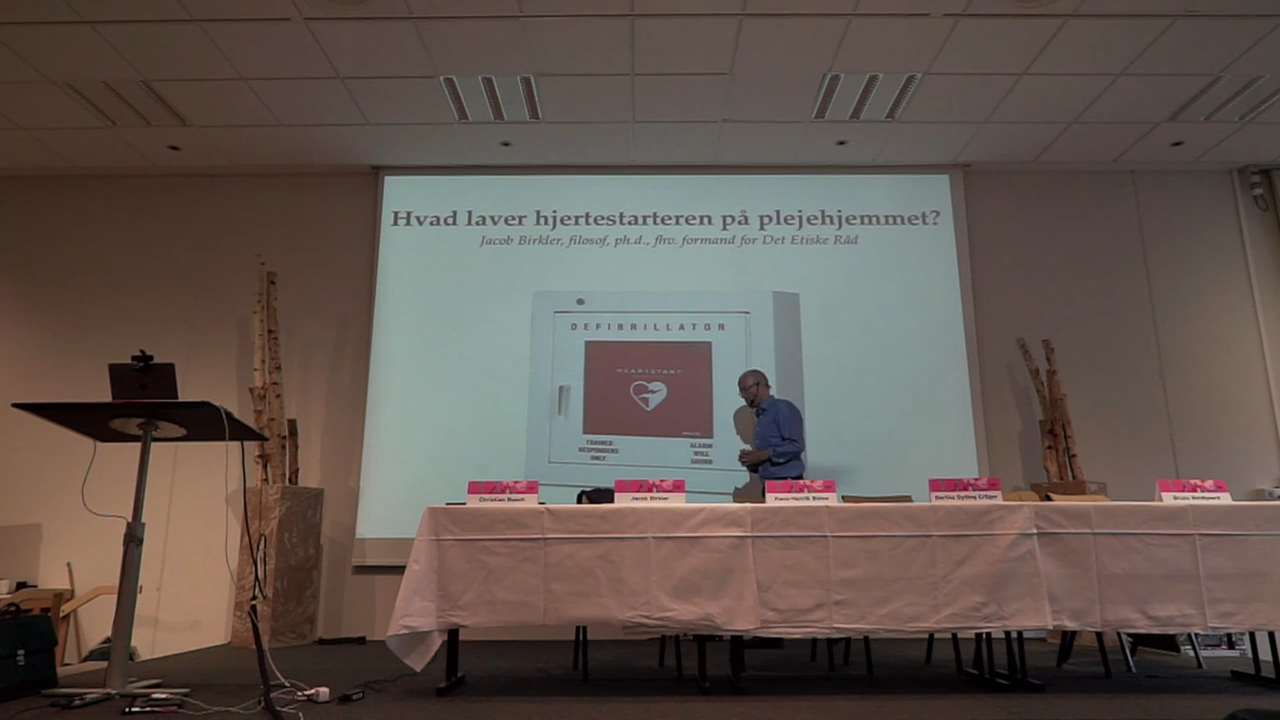 Hvad laver hjertestarteren på plejehjemmet?
Jacob Birkler, filosof, ph.d., fhv. formand for Det Etiske Råd
DEFIBRILLATOR
HEARTSTART
TRAINED
RESPONDERS
ONLY
ALARM
WILL
SOUND
Jacob Birkler